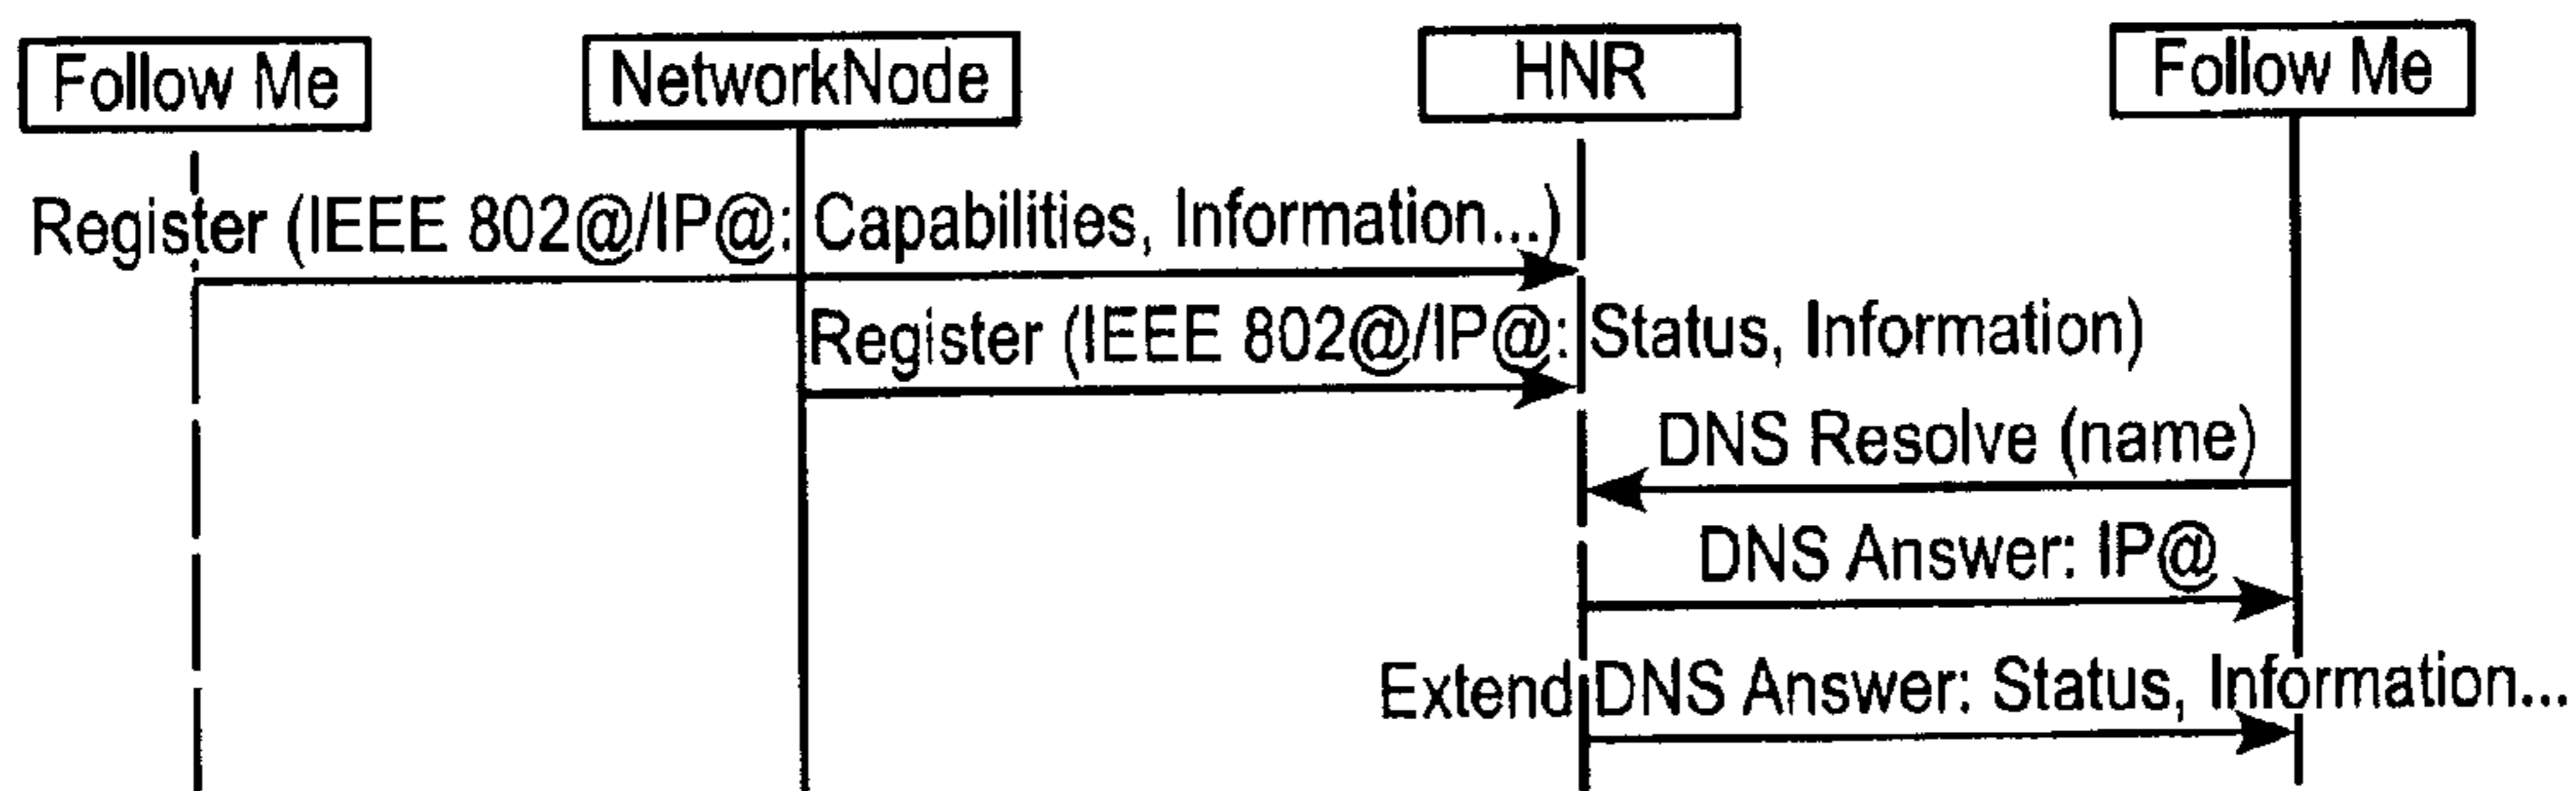 Follow Me
NetworkNode
HNR
Follow Me
Register (IEEE 802@/IP@: Capabilities, Information...)
Register (IEEE 802@/IP@: Status, Information)
DNS Resolve (name)
DNS Answer: IP@
Extend DNS Answer: Status, Information...